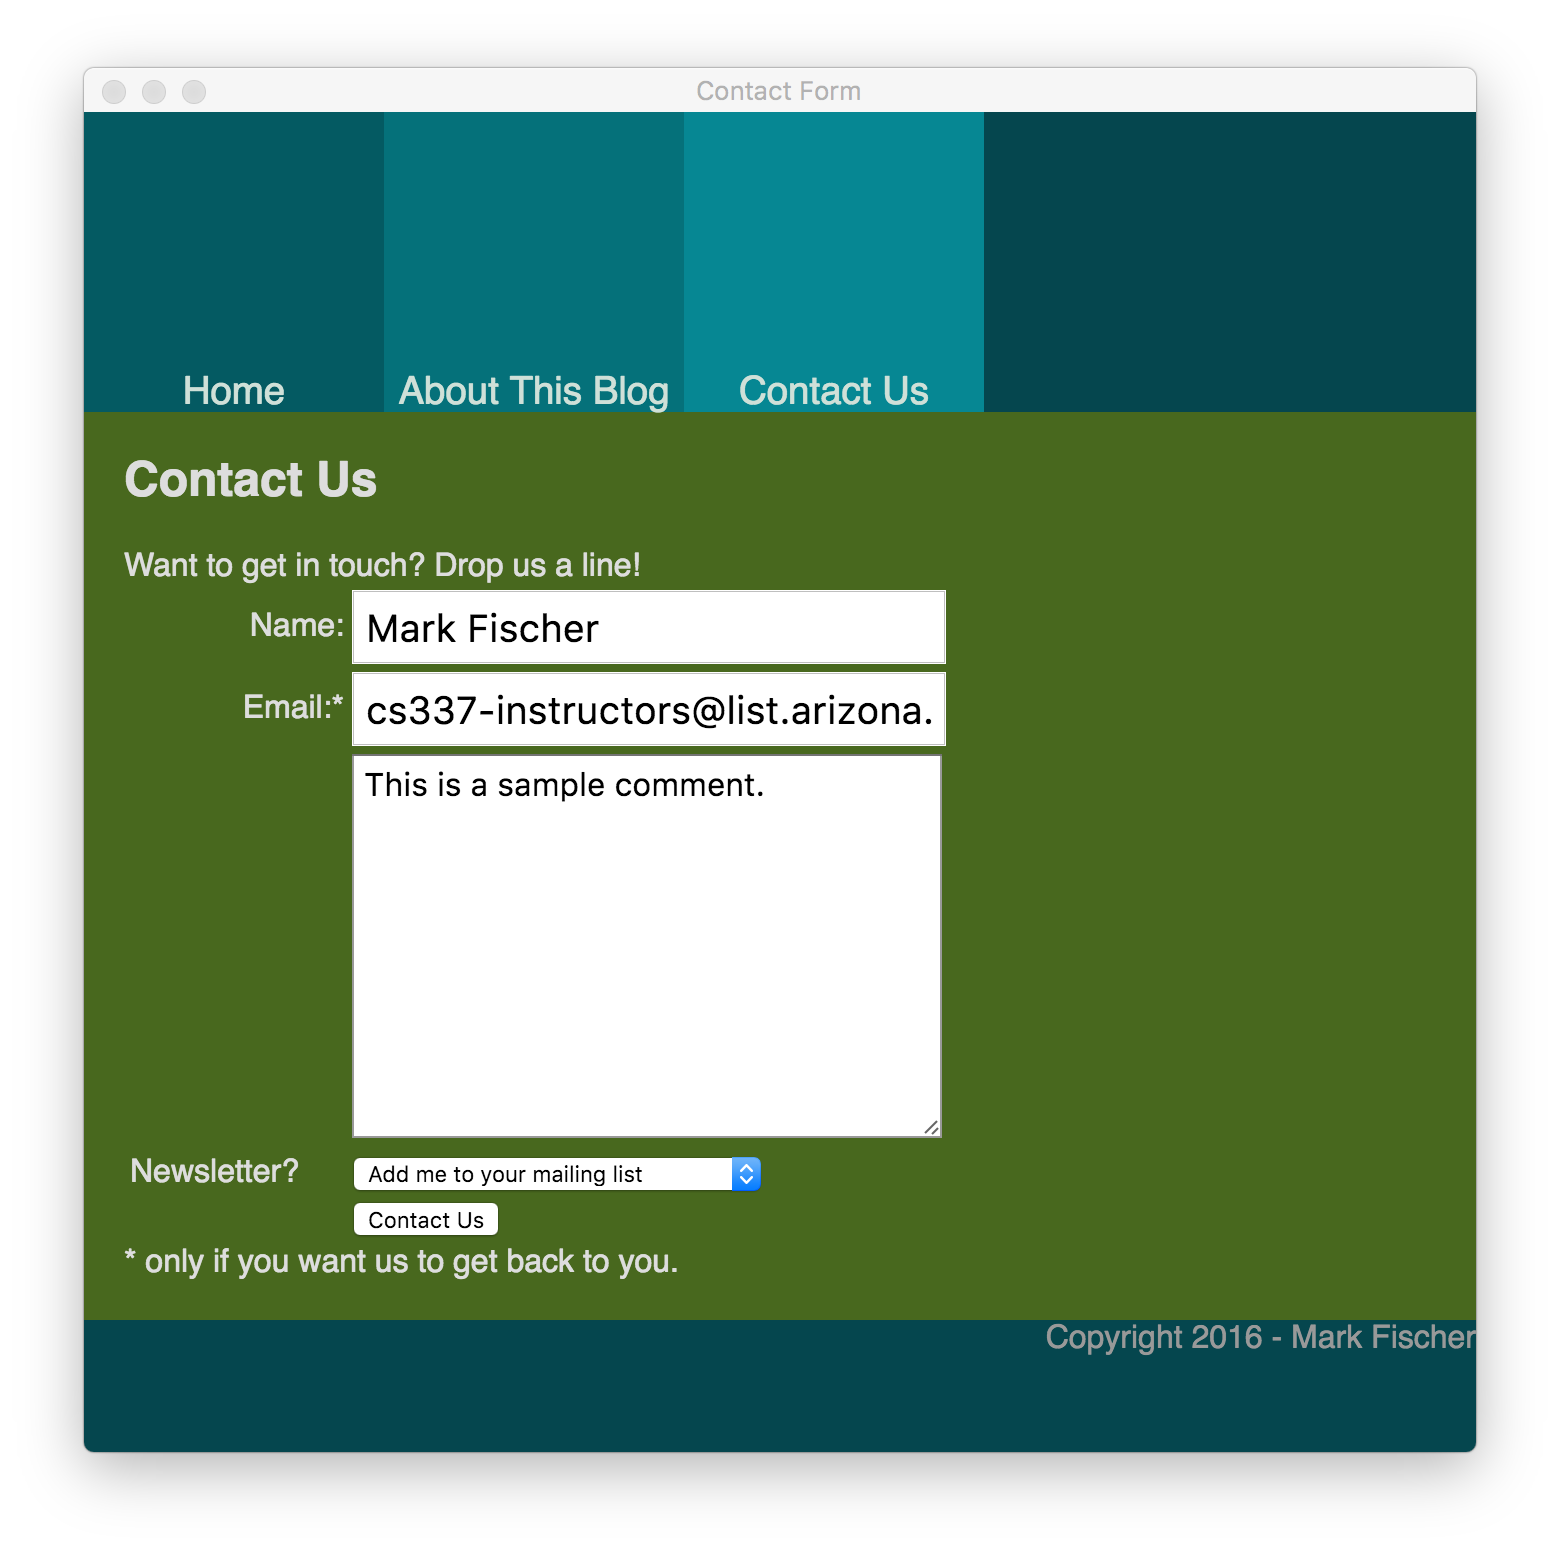 Contact Form
Home About This Blog Contact Us
Contact Us
Want to get in touch? Drop us a line!
Name: Mark Fischer
Email:* cs337-instructors@list.arizona.
This is a sample comment.
Newsletter? Add me to your mailing list
Contact Us
* only if you want us to get back to you.
Copyright 2016 - Mark Fischer